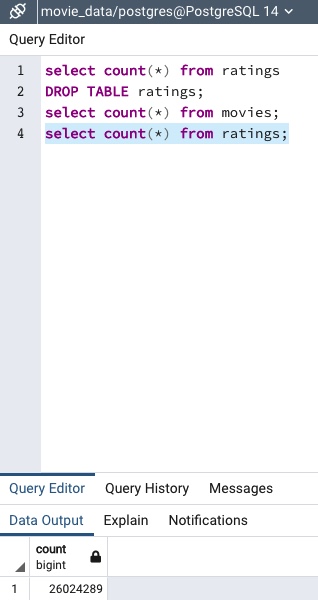 movie_data/postgres@PostgreSQL 14
Query Editor
1 select count(*) from ratings
2 DROP TABLE ratings;
3 select count(*) from movies;
4 select count(*) from ratings;
Query Editor Query History Messages
Data Output Explain Notifications
count
bigint
1 26024289